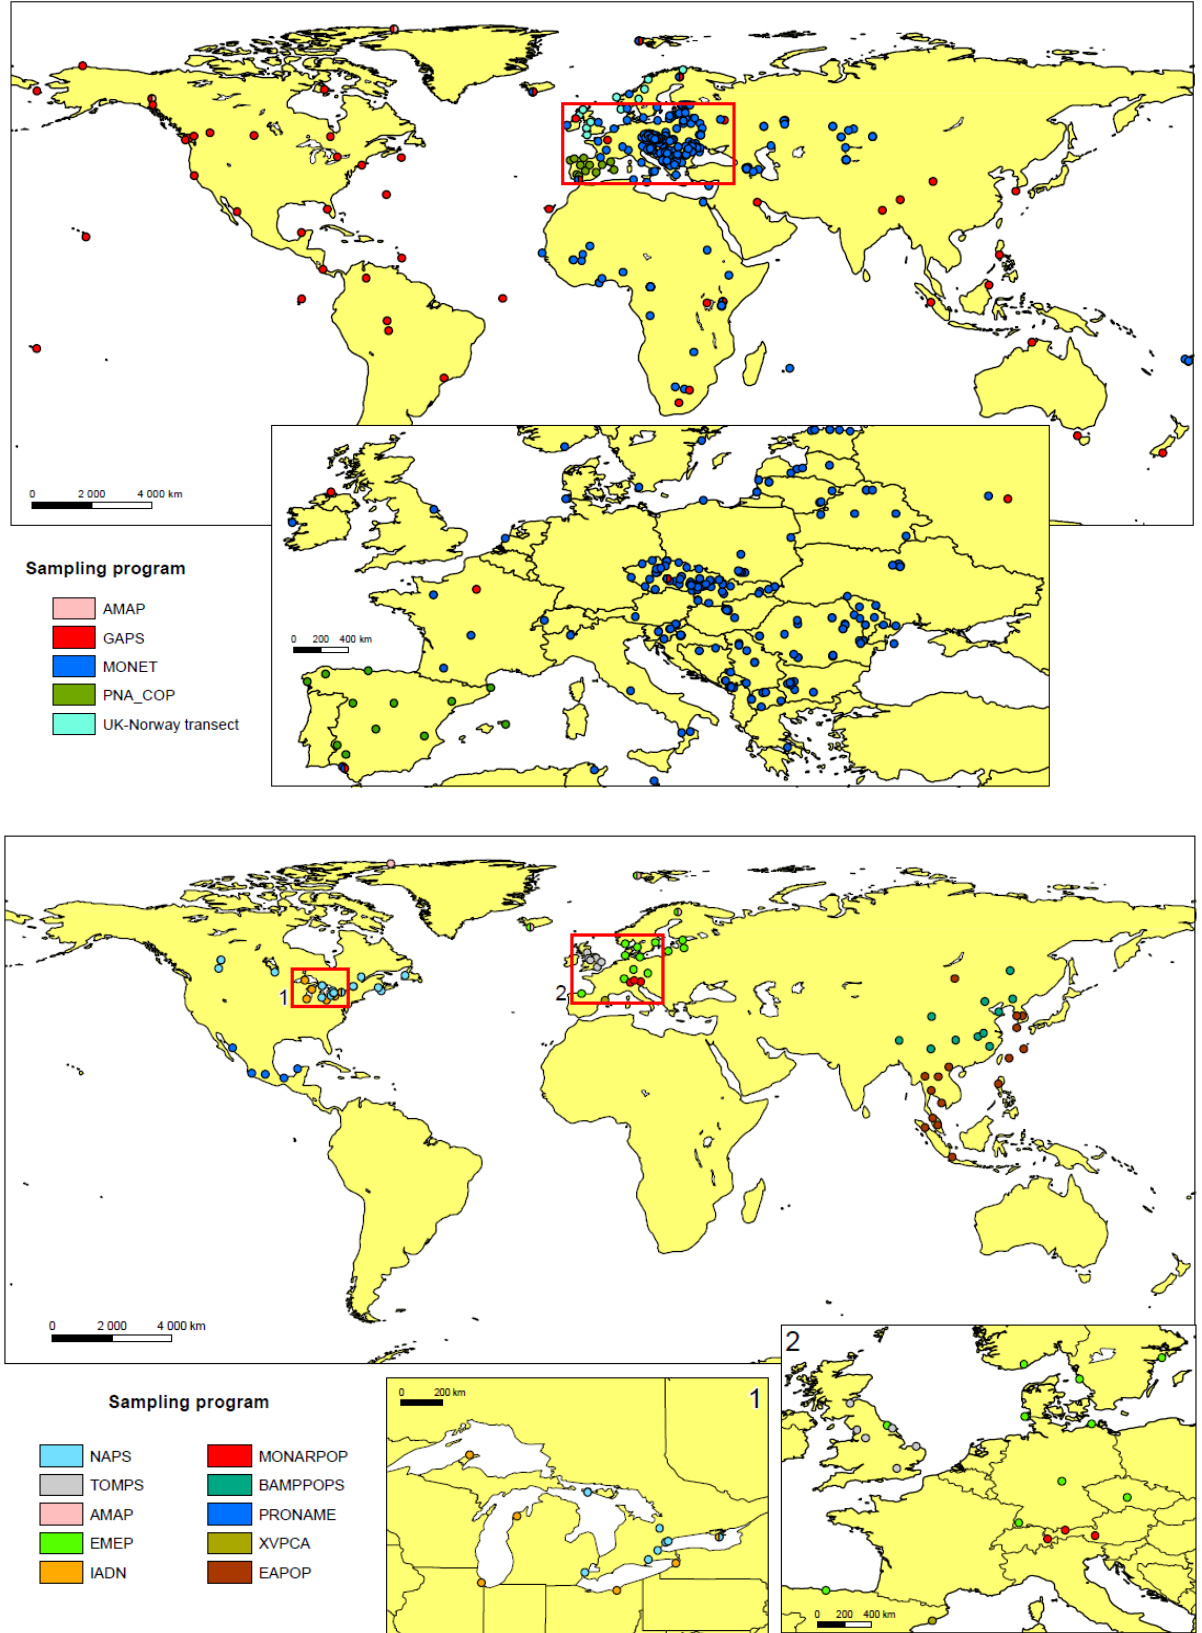 0 2 000 4 000 km
Sampling program
AMAP
GAPS
MONET
PNA_COP
UK-Norway transect
0 200 400 km
1
2
0 2 000 4 000 km
Sampling program
NAPS
TOMPS
AMAP
EMEP
IADN
MONARPOP
BAMPPOPS
PRONAME
XVPCA
EAPOP
0 200 km
1
2
0 200 400 km